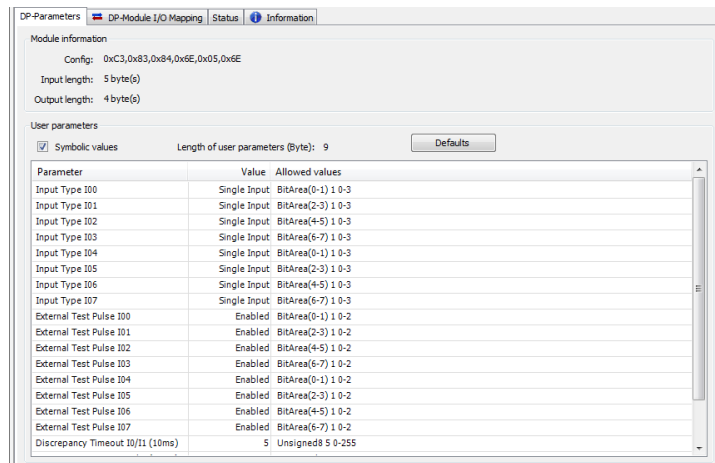 DP-Parameters DP-Module I/O Mapping Status Information
Module information
Config: 0xC3,0x83,0x84,0x6E,0x05,0x6E
Input length: 5 byte(s)
Output length: 4 byte(s)
User parameters
Symbolic values Length of user parameters (Byte): 9 Defaults
Parameter Value Allowed values
Input Type I00 Single Input BitArea(0-1) 1 0-3
Input Type I01 Single Input BitArea(2-3) 1 0-3
Input Type I02 Single Input BitArea(4-5) 1 0-3
Input Type I03 Single Input BitArea(6-7) 1 0-3
Input Type I04 Single Input BitArea(0-1) 1 0-3
Input Type I05 Single Input BitArea(2-3) 1 0-3
Input Type I06 Single Input BitArea(4-5) 1 0-3
Input Type I07 Single Input BitArea(6-7) 1 0-3
External Test Pulse I00 Enabled BitArea(0-1) 1 0-2
External Test Pulse I01 Enabled BitArea(2-3) 1 0-2
External Test Pulse I02 Enabled BitArea(4-5) 1 0-2
External Test Pulse I03 Enabled BitArea(6-7) 1 0-2
External Test Pulse I04 Enabled BitArea(0-1) 1 0-2
External Test Pulse I05 Enabled BitArea(2-3) 1 0-2
External Test Pulse I06 Enabled BitArea(4-5) 1 0-2
External Test Pulse I07 Enabled BitArea(6-7) 1 0-2
Discrepancy Timeout I0/I1 (10ms) 5 Unsigned8 5 0-255